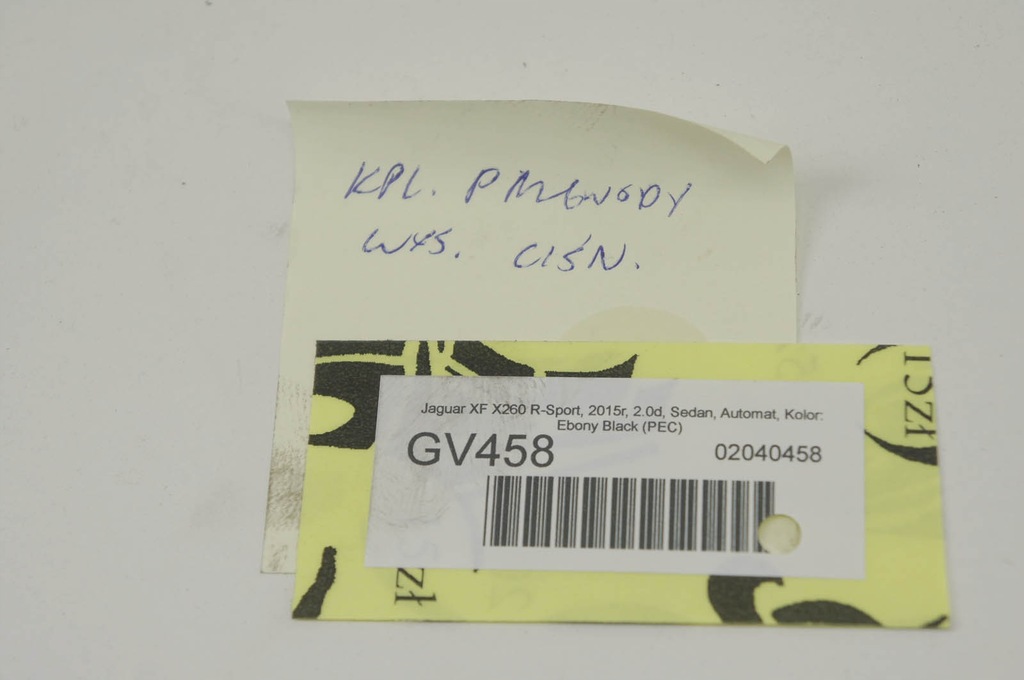 KPL. PRZEWODY
WYS. CIŚN.
Jaguar XF X260 R-Sport, 2015r, 2.0d, Sedan, Automat, Kolor:
Ebony Black (PEC)
GV458
02040458